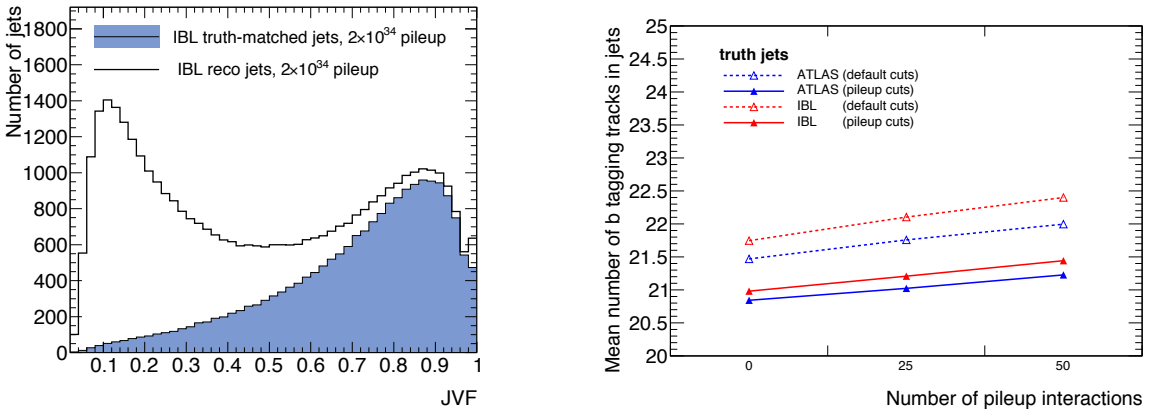 Number of jets
1800
1600
1400
1200
1000
800
600
400
200
0
IBL truth-matched jets, 2×10³⁴ pileup
IBL reco jets, 2×10³⁴ pileup
0.1 0.2 0.3 0.4 0.5 0.6 0.7 0.8 0.9 1
JVF
Mean number of b tagging tracks in jets
25
24.5
24
23.5
23
22.5
22
21.5
21
20.5
20
truth jets
ATLAS (default cuts)
ATLAS (pileup cuts)
IBL (default cuts)
IBL (pileup cuts)
0 25 50
Number of pileup interactions